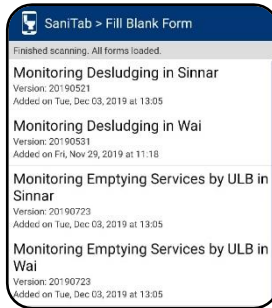 SaniTab > Fill Blank Form
Finished scanning. All forms loaded.
Monitoring Desludging in Sinnar
Version: 20190521
Added on Tue, Dec 03, 2019 at 13:05
Monitoring Desludging in Wai
Version: 20190531
Added on Fri, Nov 29, 2019 at 11:18
Monitoring Emptying Services by ULB in
Sinnar
Version: 20190723
Added on Tue, Dec 03, 2019 at 13:05
Monitoring Emptying Services by ULB in
Wai
Version: 20190723
Added on Tue, Dec 03, 2019 at 13:05